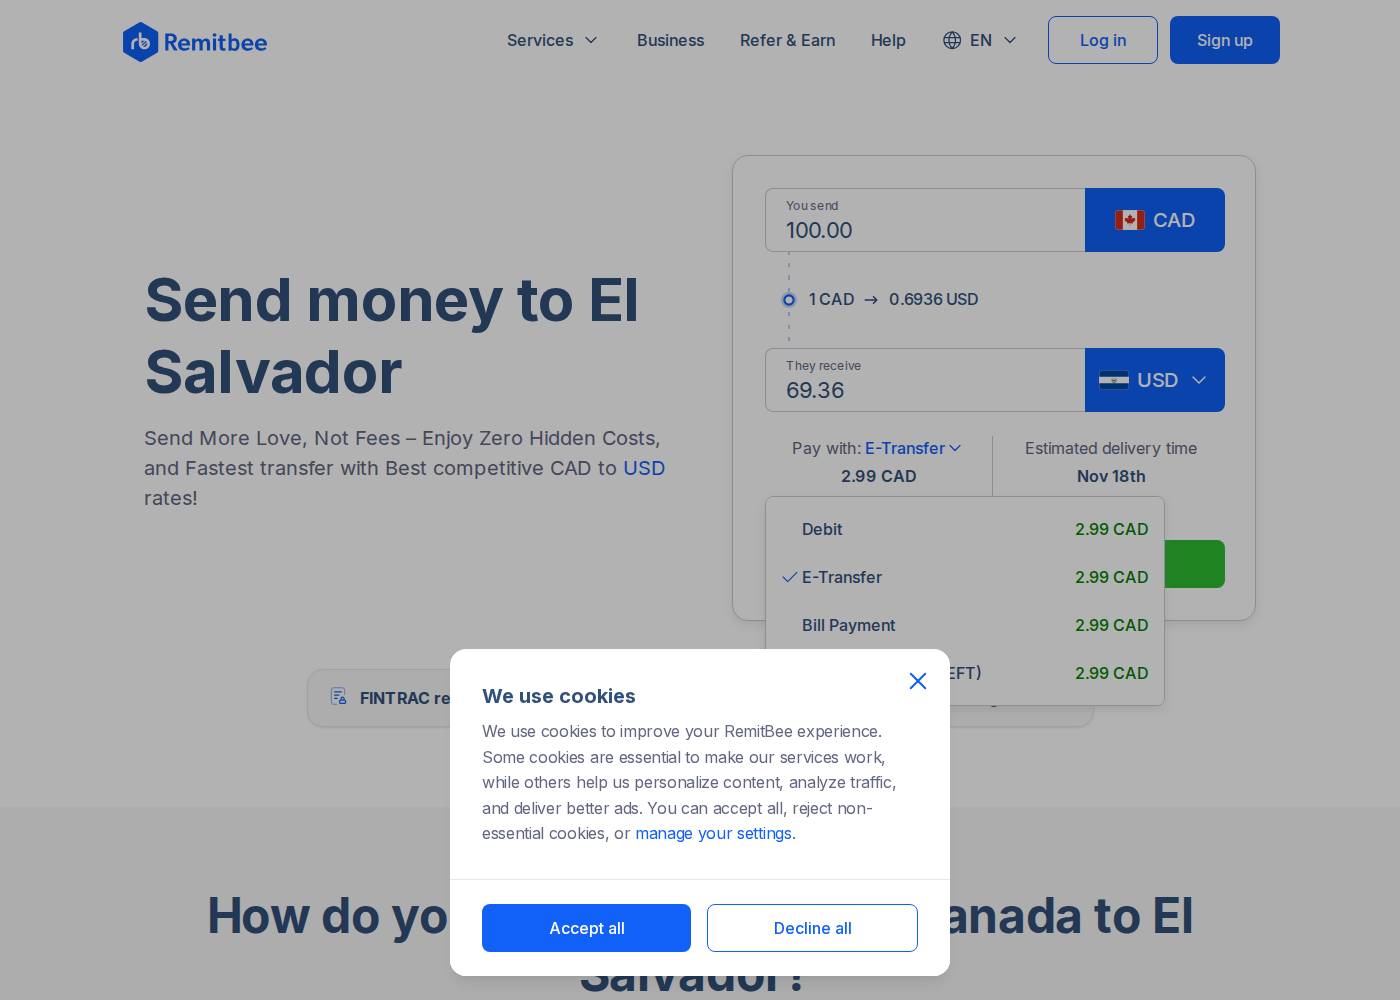 Remitbee
Services
Business
Refer & Earn
Help
EN
Log in
Sign up
Send money to El
Salvador
Send More Love, Not Fees – Enjoy Zero Hidden Costs,
and Fastest transfer with Best competitive CAD to USD
rates!
You send
100.00
CAD
1 CAD → 0.6936 USD
They receive
69.36
USD
Pay with: E-Transfer
2.99 CAD
Estimated delivery time
Nov 18th
Debit 2.99 CAD
E-Transfer 2.99 CAD
Bill Payment 2.99 CAD
EFT) 2.99 CAD
FINTRAC re
We use cookies
We use cookies to improve your RemitBee experience.
Some cookies are essential to make our services work,
while others help us personalize content, analyze traffic,
and deliver better ads. You can accept all, reject non-
essential cookies, or manage your settings.
Accept all
Decline all
How do yo anada to El
Salvador?